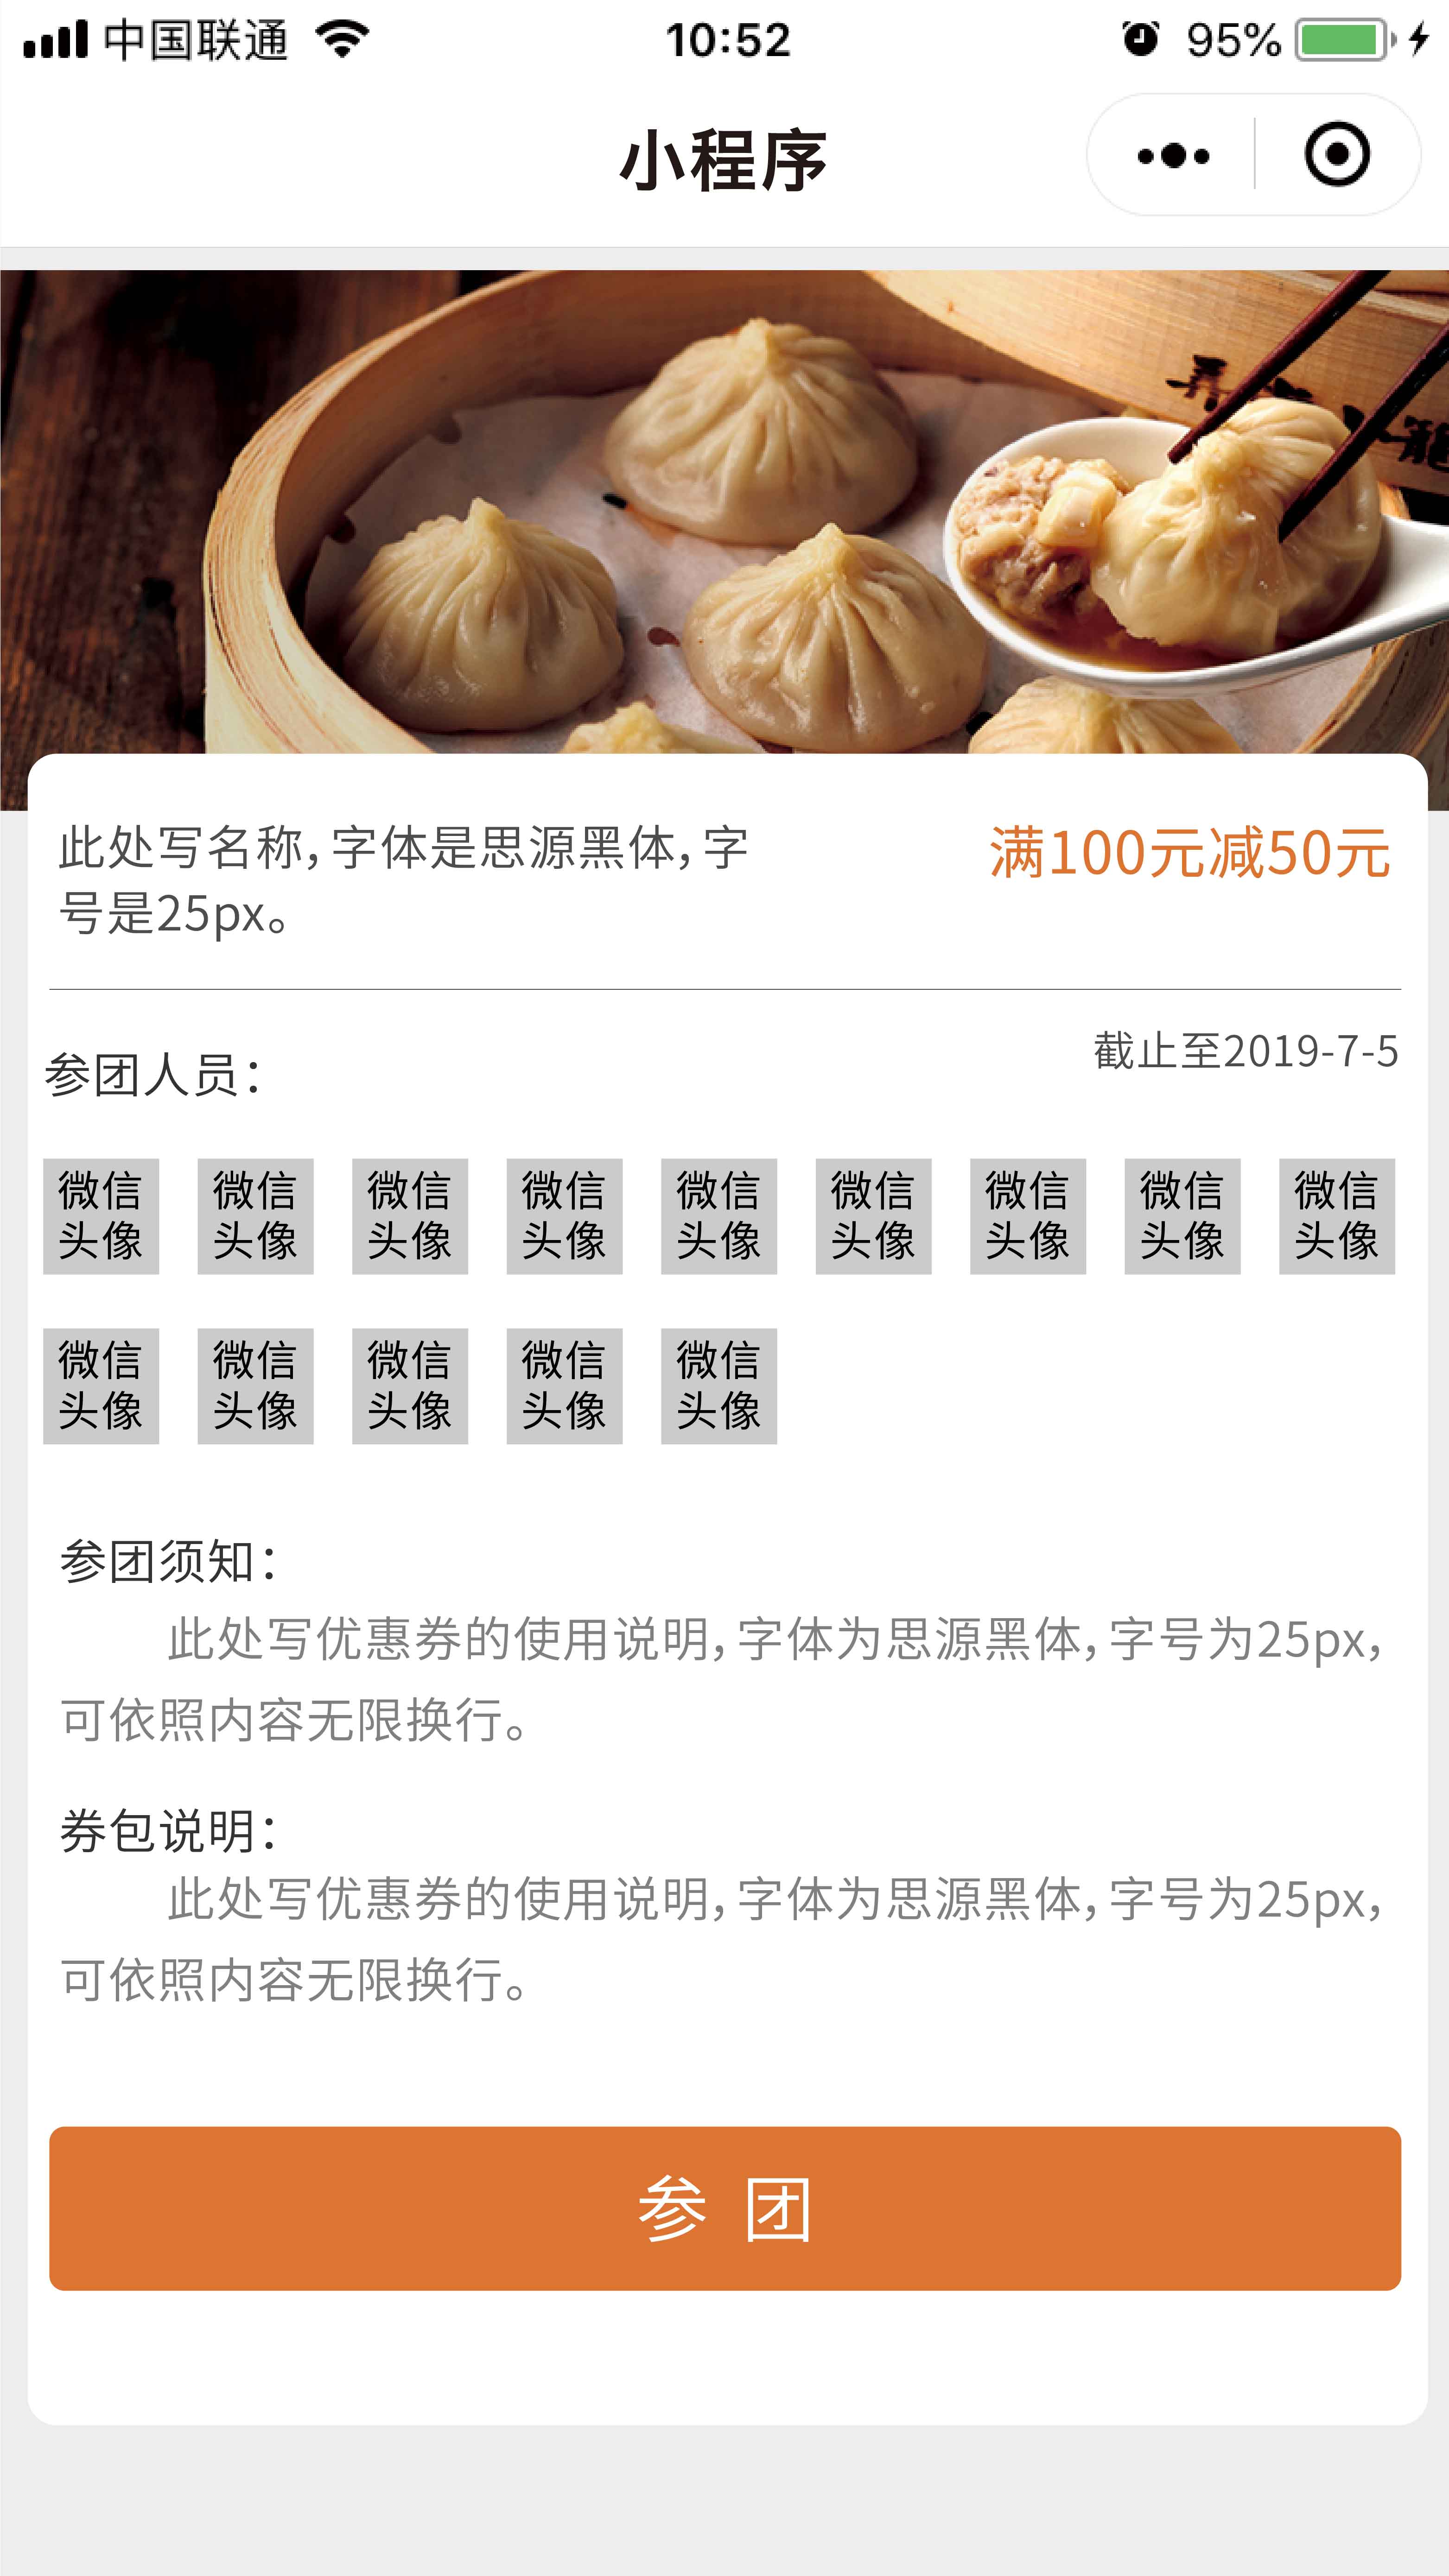 中国联通
10:52
95%
小程序
此处写名称，字体是思源黑体，字
号是25px。
满100元减50元
截止至2019-7-5
参团人员：
微信 微信 微信 微信 微信 微信 微信 微信 微信
头像 头像 头像 头像 头像 头像 头像 头像 头像
微信 微信 微信 微信 微信
头像 头像 头像 头像 头像
参团须知：
此处写优惠券的使用说明，字体为思源黑体，字号为25px，
可依照内容无限换行。
券包说明：
此处写优惠券的使用说明，字体为思源黑体，字号为25px，
可依照内容无限换行。
参 团